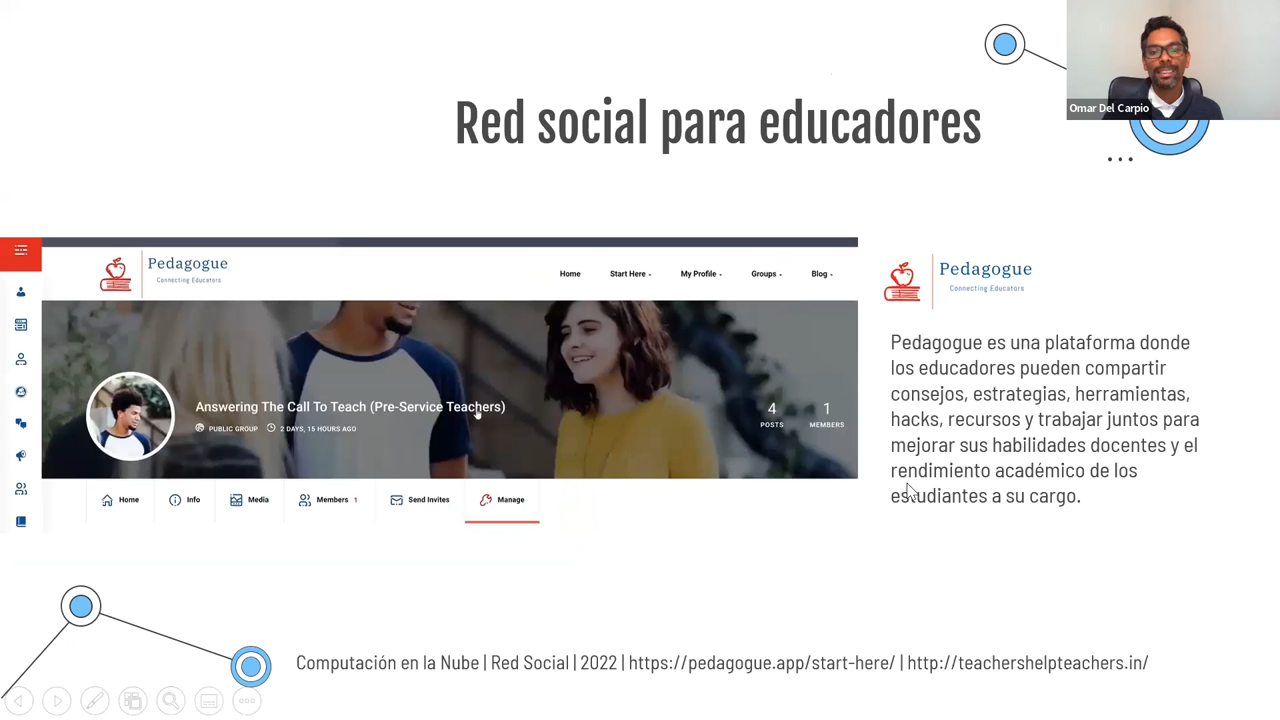 Omar Del Carpio
Red social para educadores
Pedagogue
Connecting Educators
Home
Start Here
My Profile
Groups
Blog
Answering The Call To Teach (Pre-Service Teachers)
PUBLIC GROUP
2 DAYS, 15 HOURS AGO
4
POSTS
1
MEMBERS
Home
Info
Media
Members 1
Send Invites
Manage
Pedagogue
Connecting Educators
Pedagogue es una plataforma donde
los educadores pueden compartir
consejos, estrategias, herramientas,
hacks, recursos y trabajar juntos para
mejorar sus habilidades docentes y el
rendimiento académico de los
estudiantes a su cargo.
Computación en la Nube | Red Social | 2022 | https://pedagogue.app/start-here/ | http://teachershelpteachers.in/